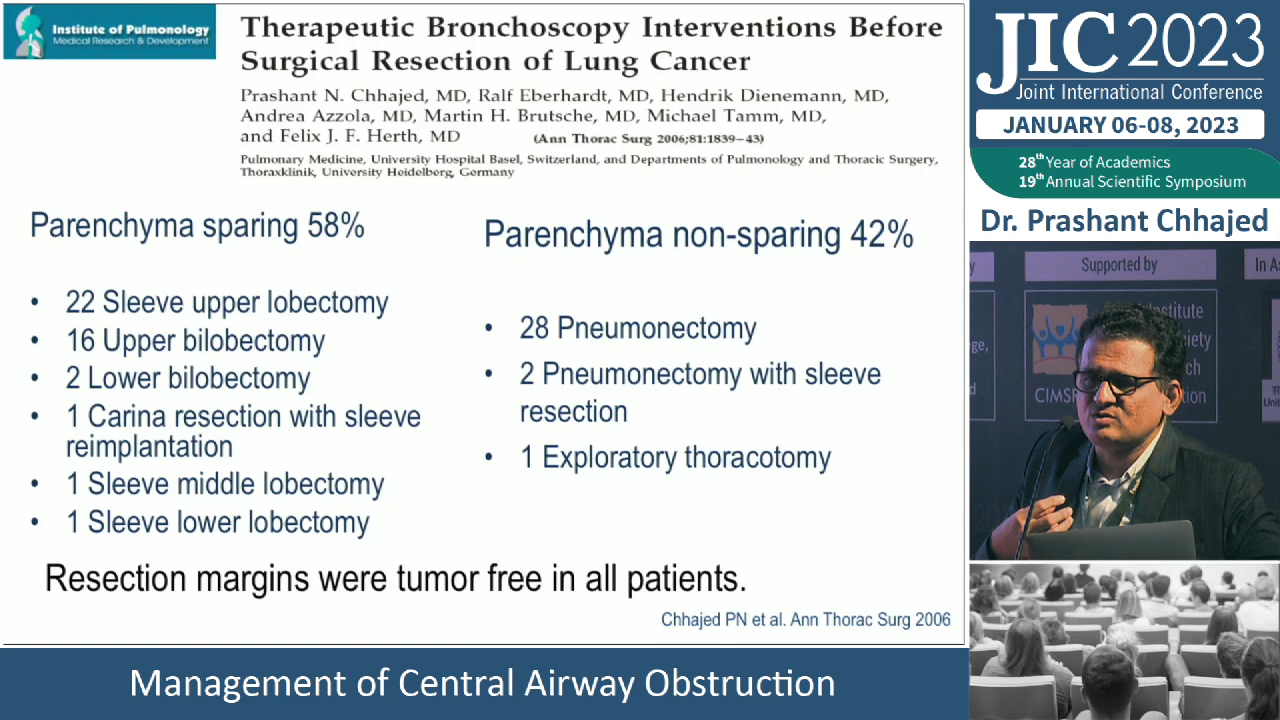 Institute of Pulmonology
Medical Research & Development
Therapeutic Bronchoscopy Interventions Before
Surgical Resection of Lung Cancer
Prashant N. Chhajed, MD, Ralf Eberhardt, MD, Hendrik Dienemann, MD,
Andrea Azzola, MD, Martin H. Brutsche, MD, Michael Tamm, MD,
and Felix J. F. Herth, MD
(Ann Thorac Surg 2006;81:1839–43)
Pulmonary Medicine, University Hospital Basel, Switzerland, and Departments of Pulmonology and Thoracic Surgery,
Thoraxklinik, University Heidelberg, Germany
Parenchyma sparing 58%
• 22 Sleeve upper lobectomy
• 16 Upper bilobectomy
• 2 Lower bilobectomy
• 1 Carina resection with sleeve
reimplantation
• 1 Sleeve middle lobectomy
• 1 Sleeve lower lobectomy
Parenchyma non-sparing 42%
• 28 Pneumonectomy
• 2 Pneumonectomy with sleeve
resection
• 1 Exploratory thoracotomy
Resection margins were tumor free in all patients.
Chhajed PN et al. Ann Thorac Surg 2006
Management of Central Airway Obstruction
JIC 2023
Joint International Conference
JANUARY 06-08, 2023
28th Year of Academics
19th Annual Scientific Symposium
Dr. Prashant Chhajed
Supported by
In
Institute
CIMS